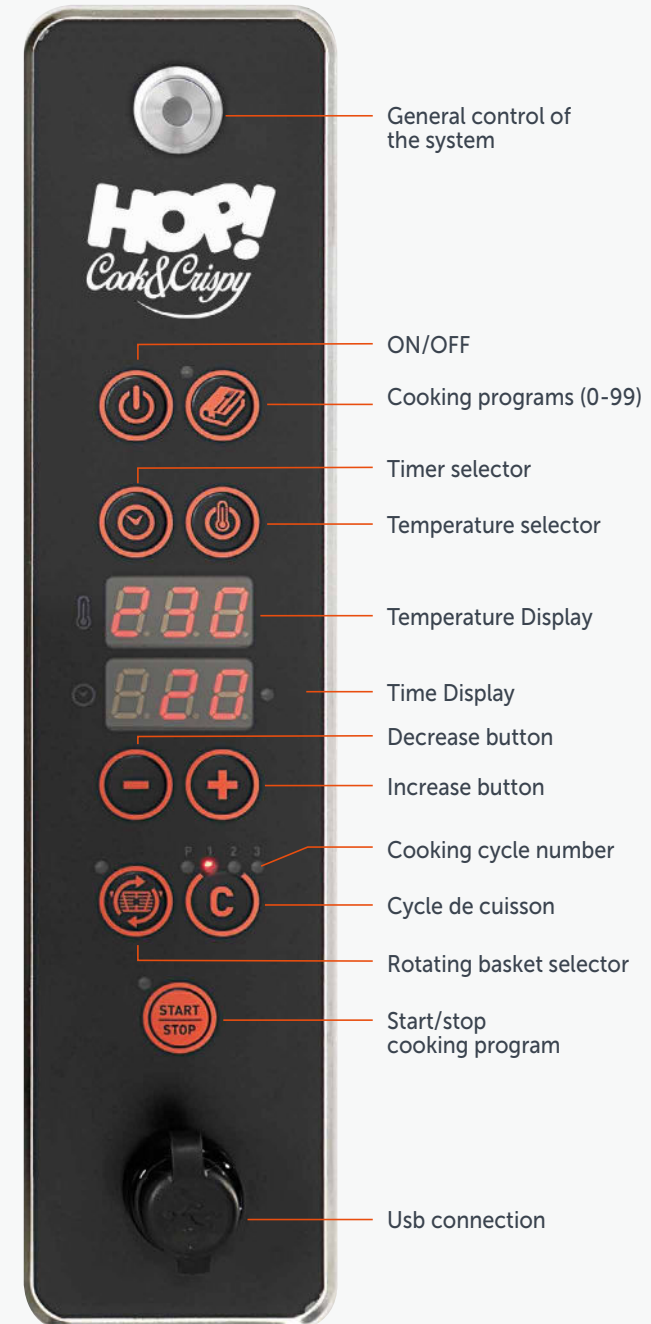 General control of
the system
HOP!
Cook&Crispy
ON/OFF
Cooking programs (0-99)
Timer selector
Temperature selector
230
Temperature Display
20
Time Display
Decrease button
-
+
Increase button
P 1 2 3
Cooking cycle number
C
Cycle de cuisson
Rotating basket selector
START
STOP
Start/stop
cooking program
Usb connection